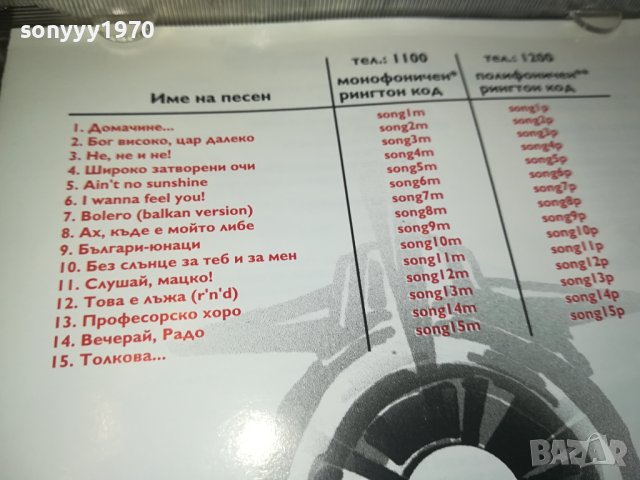 sonyyy1970
тел.: 1100 тел.: 1200
Име на песен монофоничен* рингтон код полифоничен** рингтон код
1. Домачине... song1m song1p
2. Бог високо, цар далеко song2m song2p
3. Не, не и не! song3m song3p
4. Широко затворени очи song4m song4p
5. Ain't no sunshine song5m song5p
6. I wanna feel you! song6m song6p
7. Bolero (balkan version) song7m song7p
8. Ах, къде е мойто либе song8m song8p
9. Българи-юнаци song9m song9p
10. Без слънце за теб и за мен song10m song10p
11. Слушай, мацко! song11m song11p
12. Това е лъжа (r'n'd) song12m song12p
13. Професорско хоро song13m song13p
14. Вечерай, Радо song14m song14p
15. Толкова... song15m song15p
BAZAR